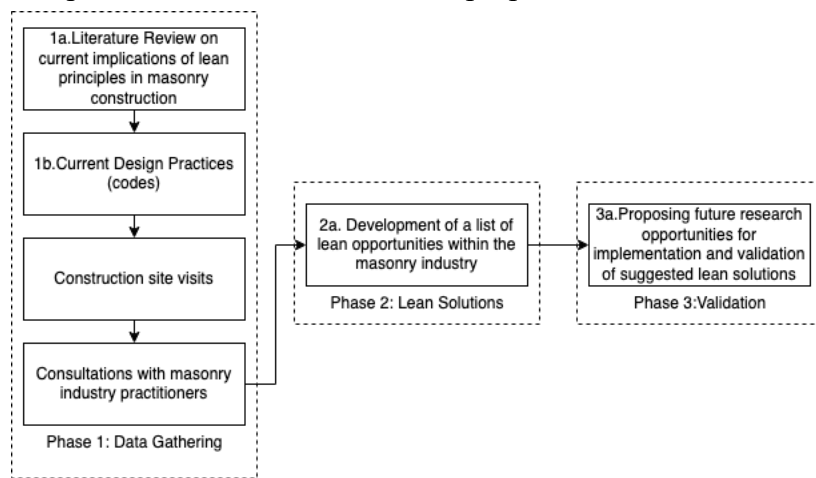 1a.Literature Review on
current implications of lean
principles in masonry
construction
1b.Current Design Practices
(codes)
Construction site visits
Consultations with masonry
industry practitioners
Phase 1: Data Gathering
2a. Development of a list of
lean opportunities within the
masonry industry
Phase 2: Lean Solutions
3a.Proposing future research
opportunities for
implementation and validation
of suggested lean solutions
Phase 3:Validation